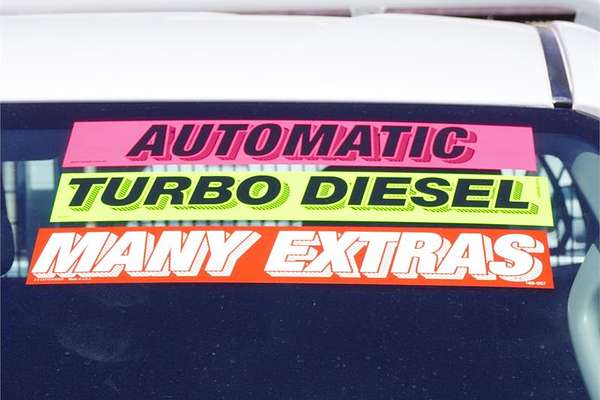 AUTOMATIC
TURBO DIESEL
MANY EXTRAS